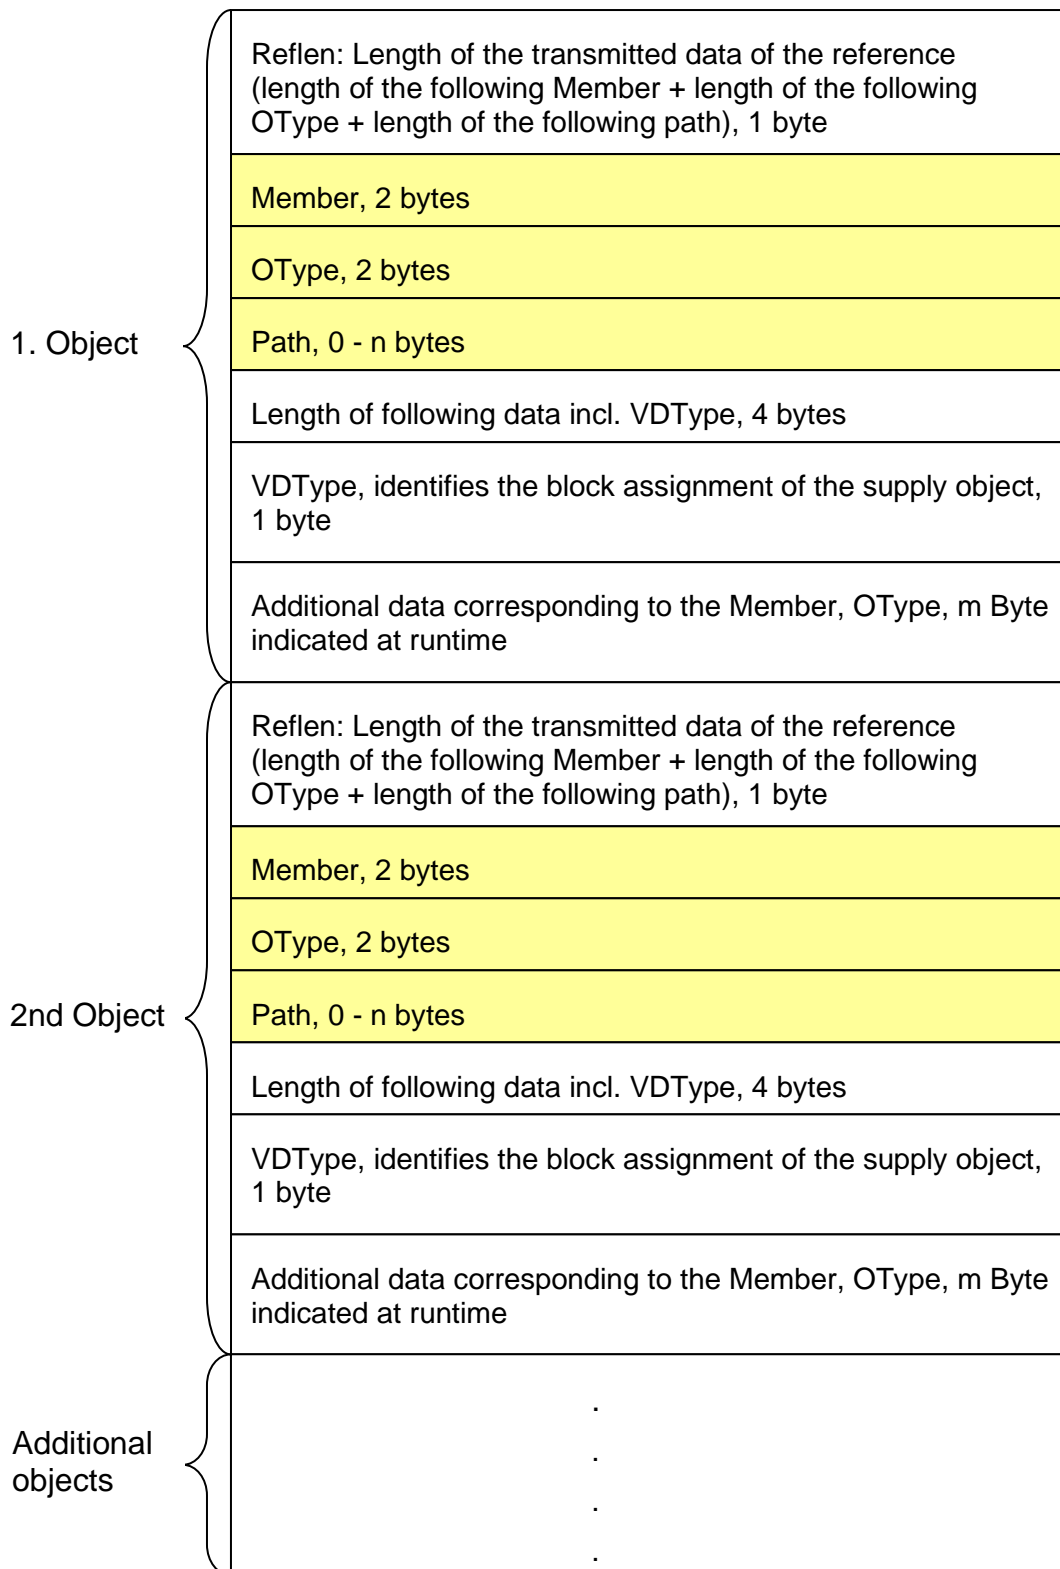 Reflen: Length of the transmitted data of the reference
(length of the following Member + length of the following
OType + length of the following path), 1 byte
Member, 2 bytes
OType, 2 bytes
1. Object
Path, 0 - n bytes
Length of following data incl. VDType, 4 bytes
VDType, identifies the block assignment of the supply object,
1 byte
Additional data corresponding to the Member, OType, m Byte
indicated at runtime
Reflen: Length of the transmitted data of the reference
(length of the following Member + length of the following
OType + length of the following path), 1 byte
Member, 2 bytes
OType, 2 bytes
2nd Object
Path, 0 - n bytes
Length of following data incl. VDType, 4 bytes
VDType, identifies the block assignment of the supply object,
1 byte
Additional data corresponding to the Member, OType, m Byte
indicated at runtime
Additional
objects
.
.
.
.